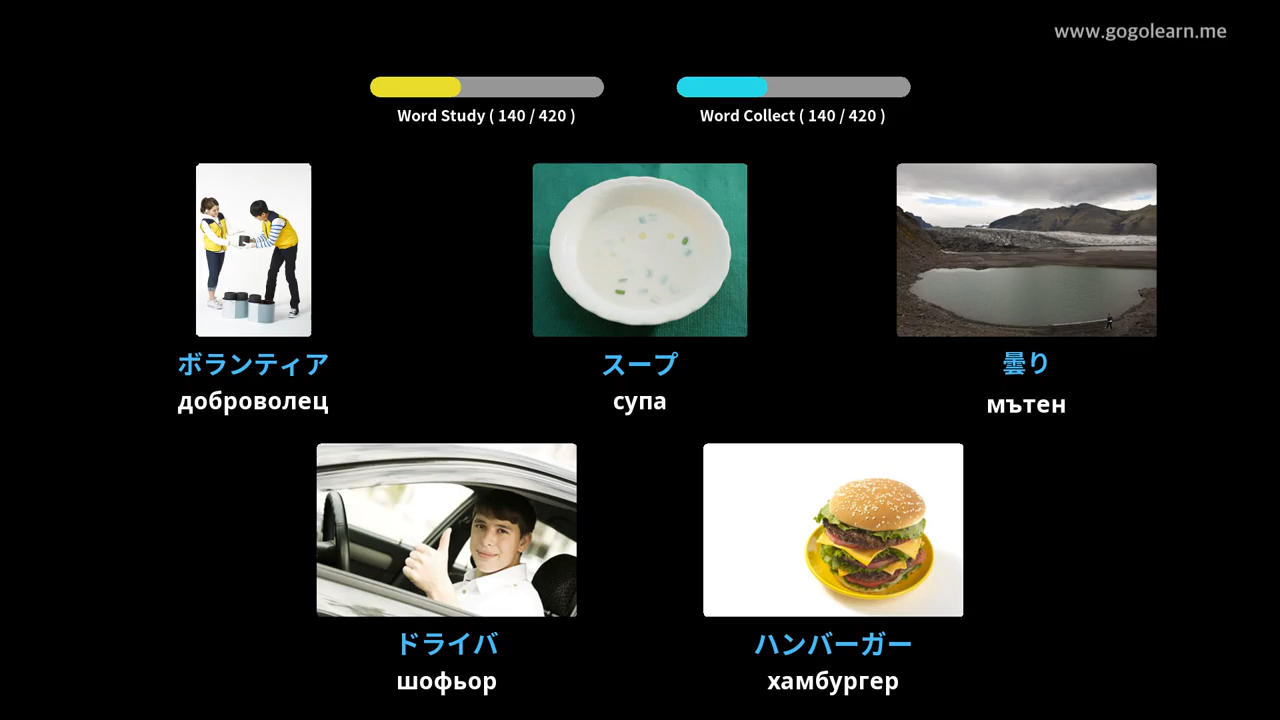 www.gogolearn.me
Word Study ( 140 / 420 )
Word Collect ( 140 / 420 )
ボランティア
доброволец
スープ
супа
曇り
мътен
ドライバ
шофьор
ハンバーガー
хамбургер